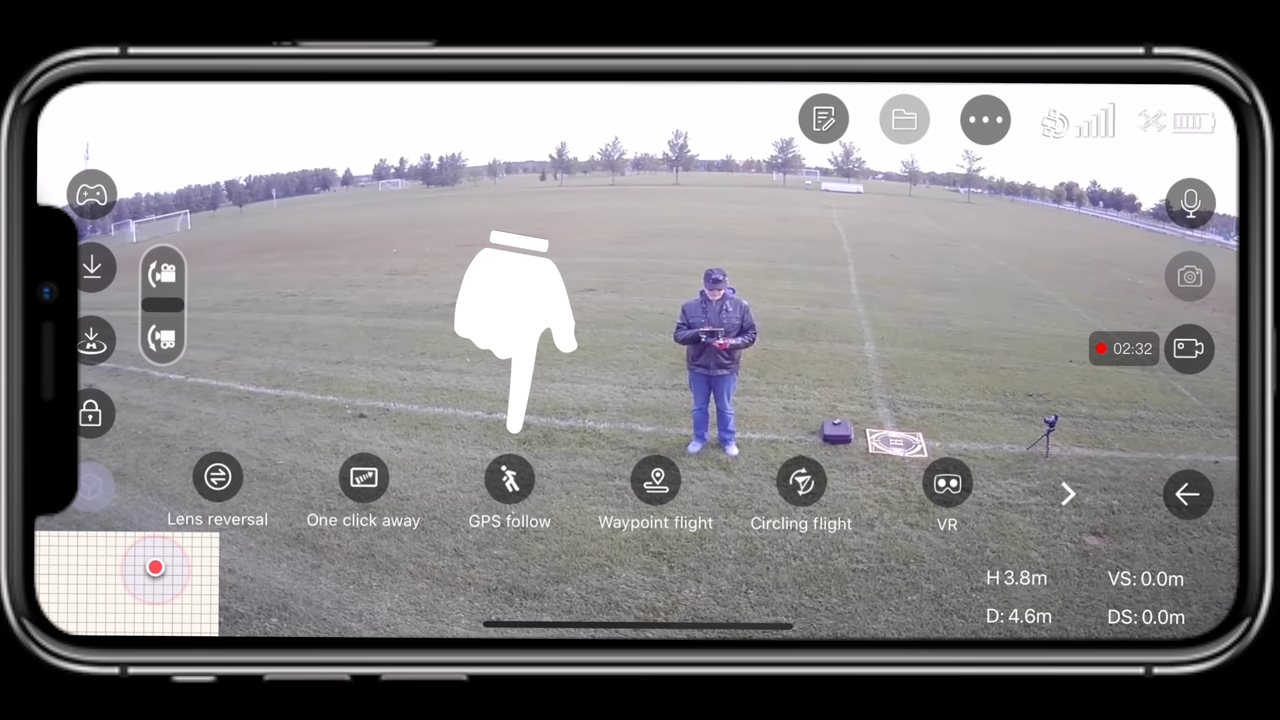 02:32
Lens reversal
One click away
GPS follow
Waypoint flight
Circling flight
VR
H 3.8m
VS: 0.0m
D: 4.6m
DS: 0.0m
H